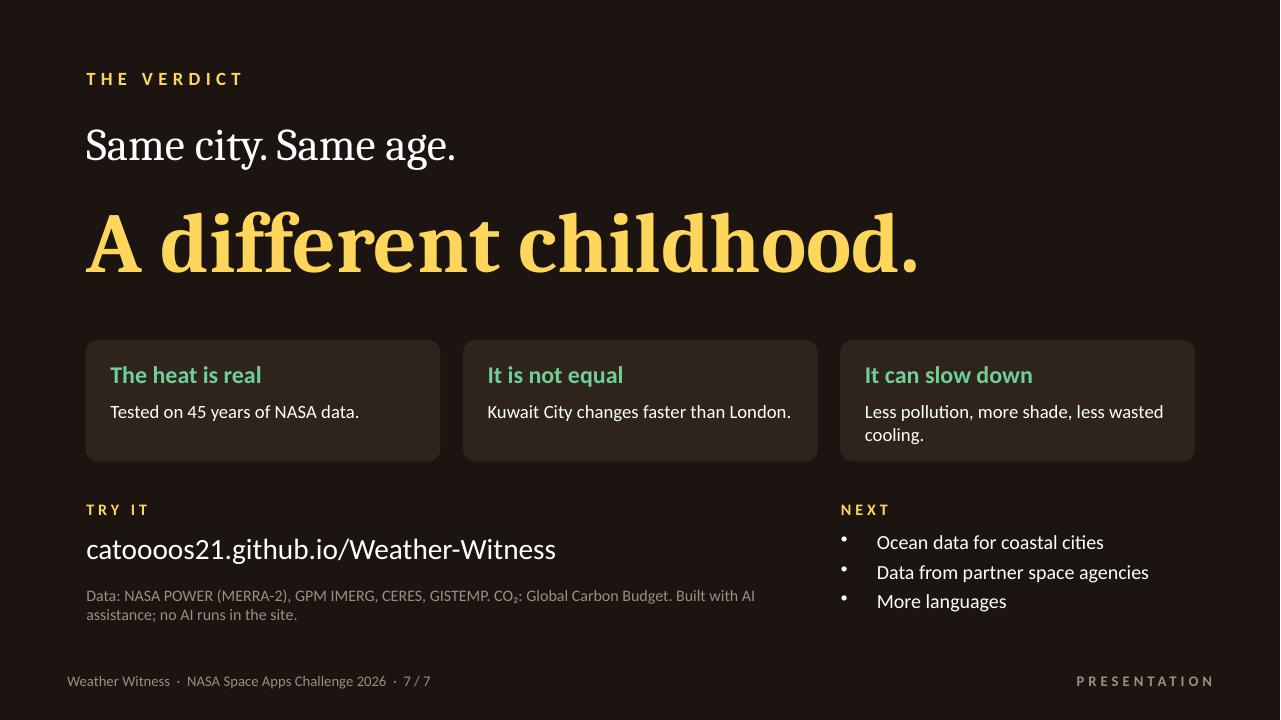 THE VERDICT
Same city. Same age.
A different childhood.
The heat is real
Tested on 45 years of NASA data.
It is not equal
Kuwait City changes faster than London.
It can slow down
Less pollution, more shade, less wasted
cooling.
TRY IT
catoooos21.github.io/Weather-Witness
Data: NASA POWER (MERRA-2), GPM IMERG, CERES, GISTEMP. CO₂: Global Carbon Budget. Built with AI
assistance; no AI runs in the site.
NEXT
• Ocean data for coastal cities
• Data from partner space agencies
• More languages
Weather Witness · NASA Space Apps Challenge 2026 · 7 / 7
PRESENTATION